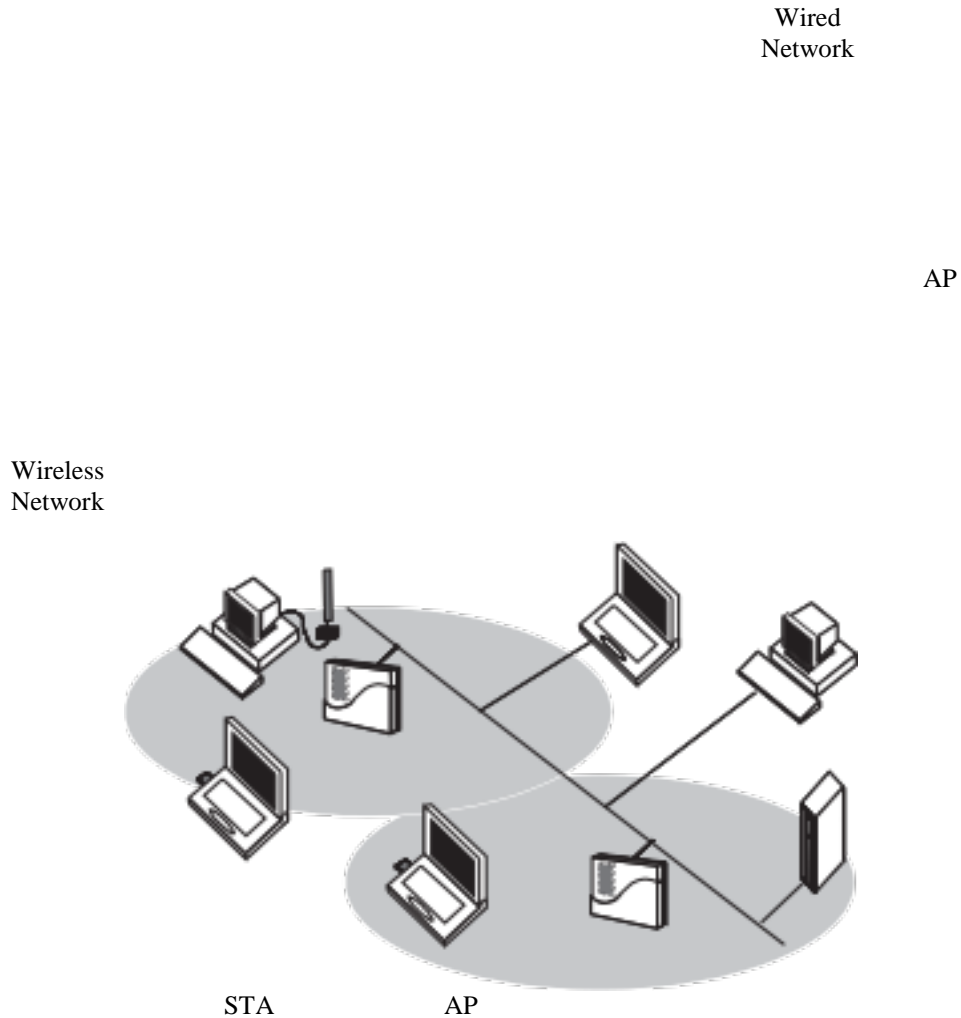 Wired
Network
AP
Wireless
Network
STA
AP